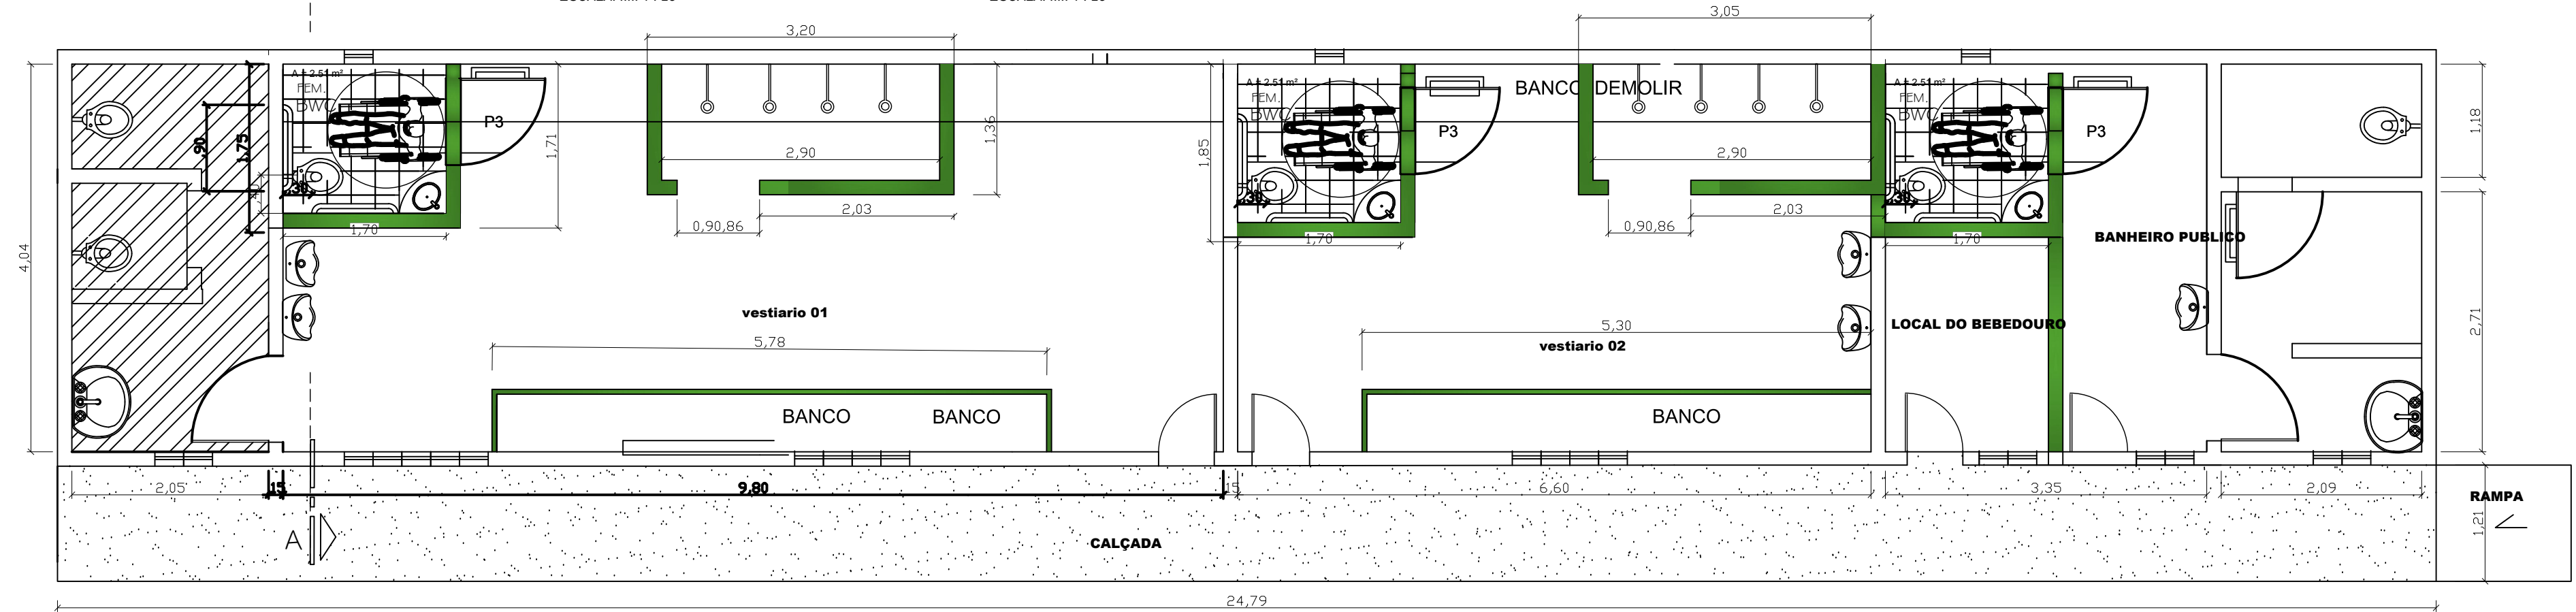 3,20
3,05
A = 2.51 m²
FEM.
BWC
P3
1,71
1,36
2,90
2,03
0,90,86
1,70
,90
1,75
,30
4,04
1,85
A = 2.51 m²
FEM.
BWC
P3
BANCO DEMOLIR
2,90
2,03
0,90,86
1,70
,30
A = 2.51 m²
FEM.
BWC
P3
1,70
,30
1,18
BANHEIRO PUBLICO
2,71
LOCAL DO BEBEDOURO
vestiario 01
5,78
5,30
vestiario 02
BANCO BANCO
BANCO
2,05
,15
9,80
,15
6,60
3,35
2,09
RAMPA
1,21
A
CALÇADA
24,79